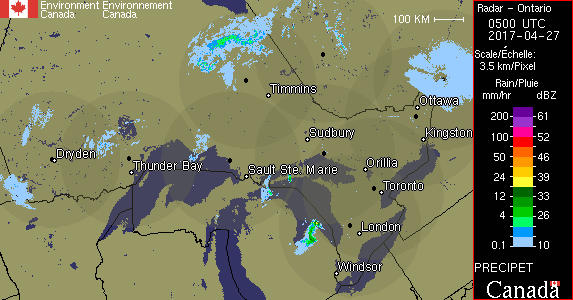 Environment Environnement
Canada Canada
100 KM
Timmins
Ottawa
Sudbury
Kingston
Dryden
Thunder Bay
Sault Ste. Marie
Orillia
Toronto
London
Windsor
Radar - Ontario
0500 UTC
2017-04-27
Scale/Échelle:
3.5 km/Pixel
Rain/Pluie
mm/hr dBZ
200 61
100 52
50 46
24 39
12 33
4 26
0.1 10
PRECIPET
Canada